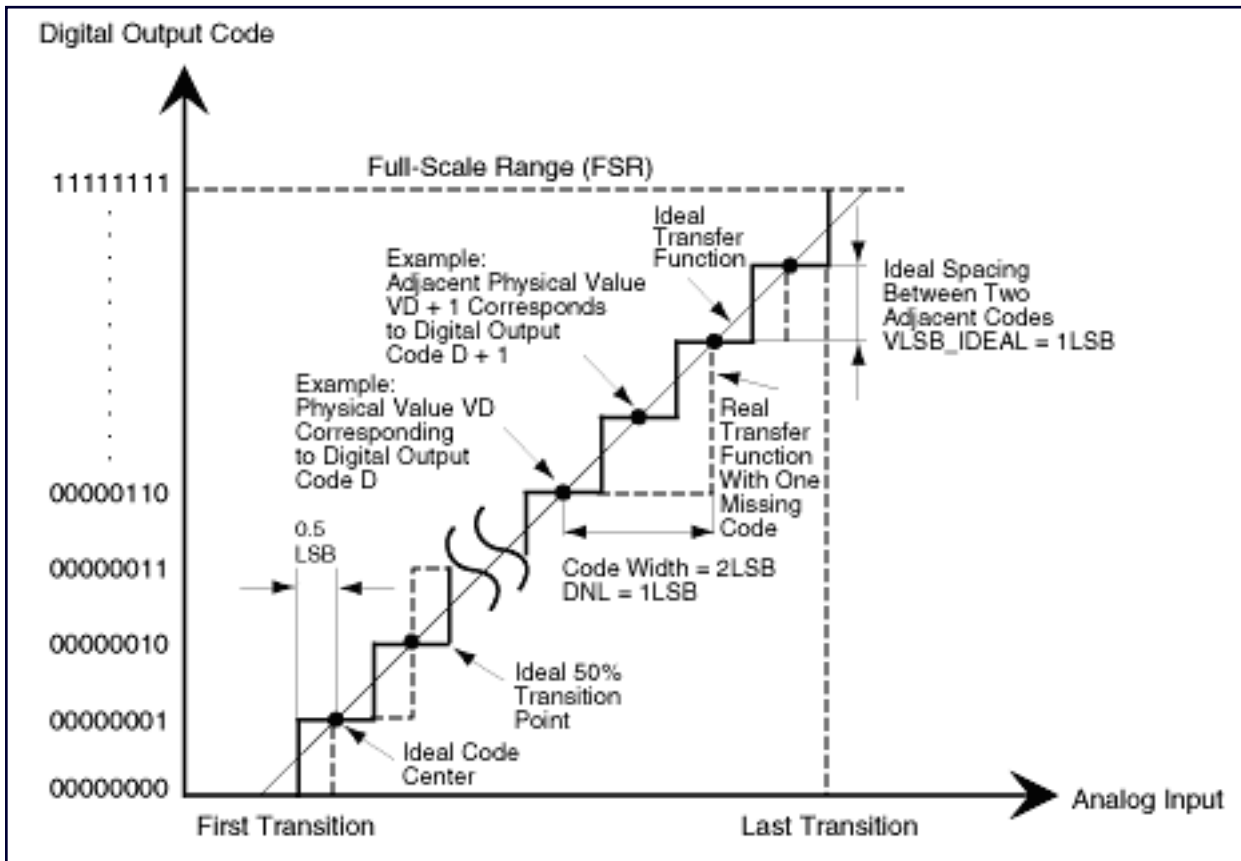 Digital Output Code
Full-Scale Range (FSR)
11111111
Ideal
Transfer
Function
Example:
Adjacent Physical Value
VD + 1 Corresponds
to Digital Output
Code D + 1
Ideal Spacing
Between Two
Adjacent Codes
VLSB_IDEAL = 1LSB
Example:
Physical Value VD
Corresponding
to Digital Output
Code D
Real
Transfer
Function
With One
Missing
Code
00000110
0.5
LSB
00000011
Code Width = 2LSB
DNL = 1LSB
00000010
Ideal 50%
Transition
Point
00000001
Ideal Code
Center
00000000
Analog Input
First Transition
Last Transition